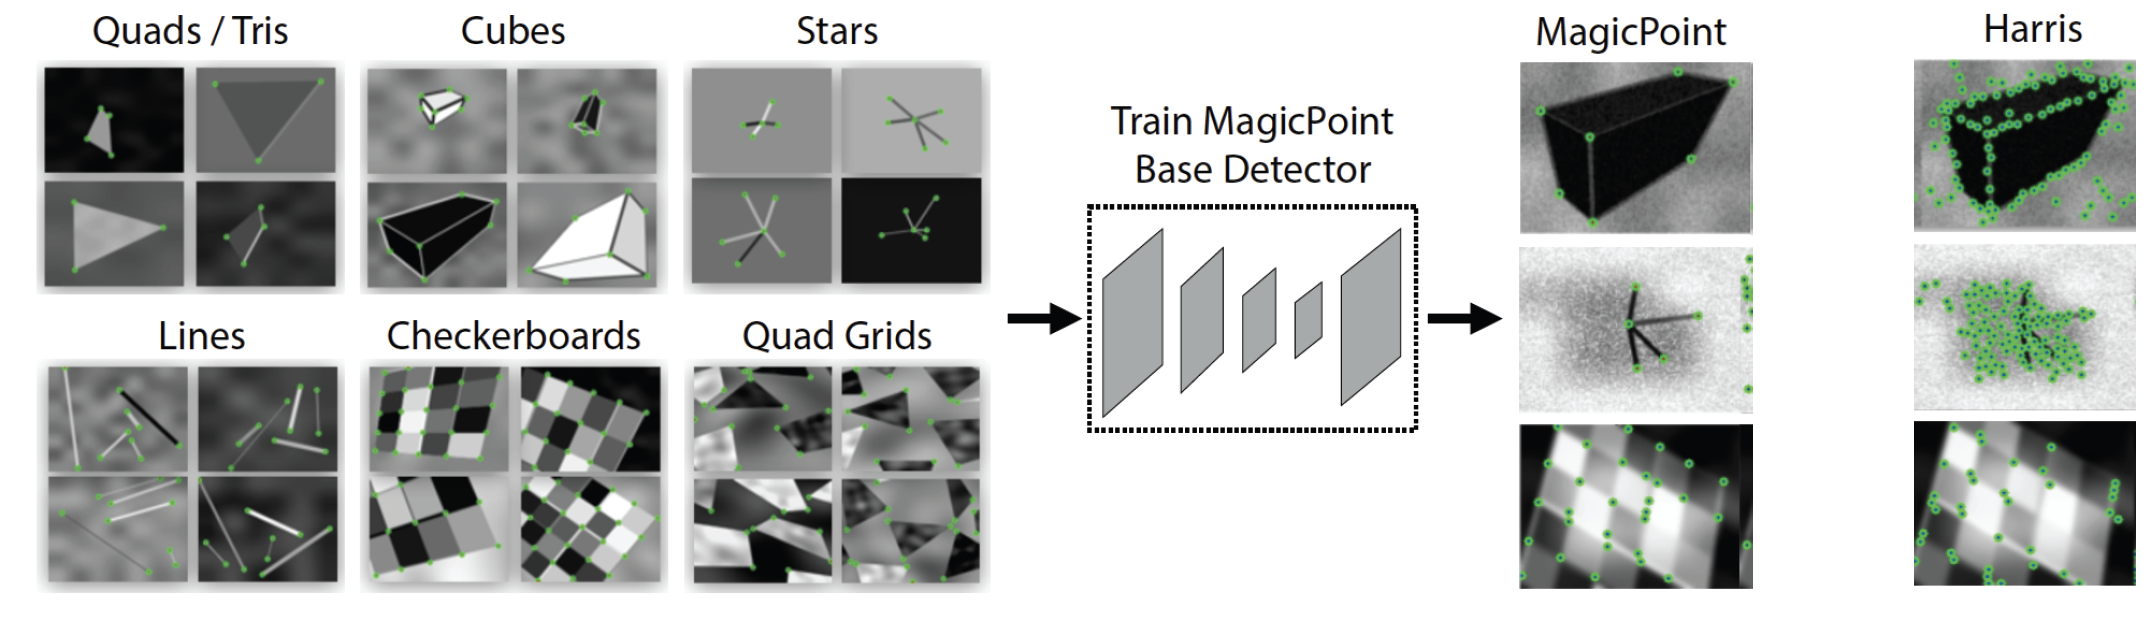 Quads / Tris
Cubes
Stars
Lines
Checkerboards
Quad Grids
Train MagicPoint
Base Detector
MagicPoint
Harris